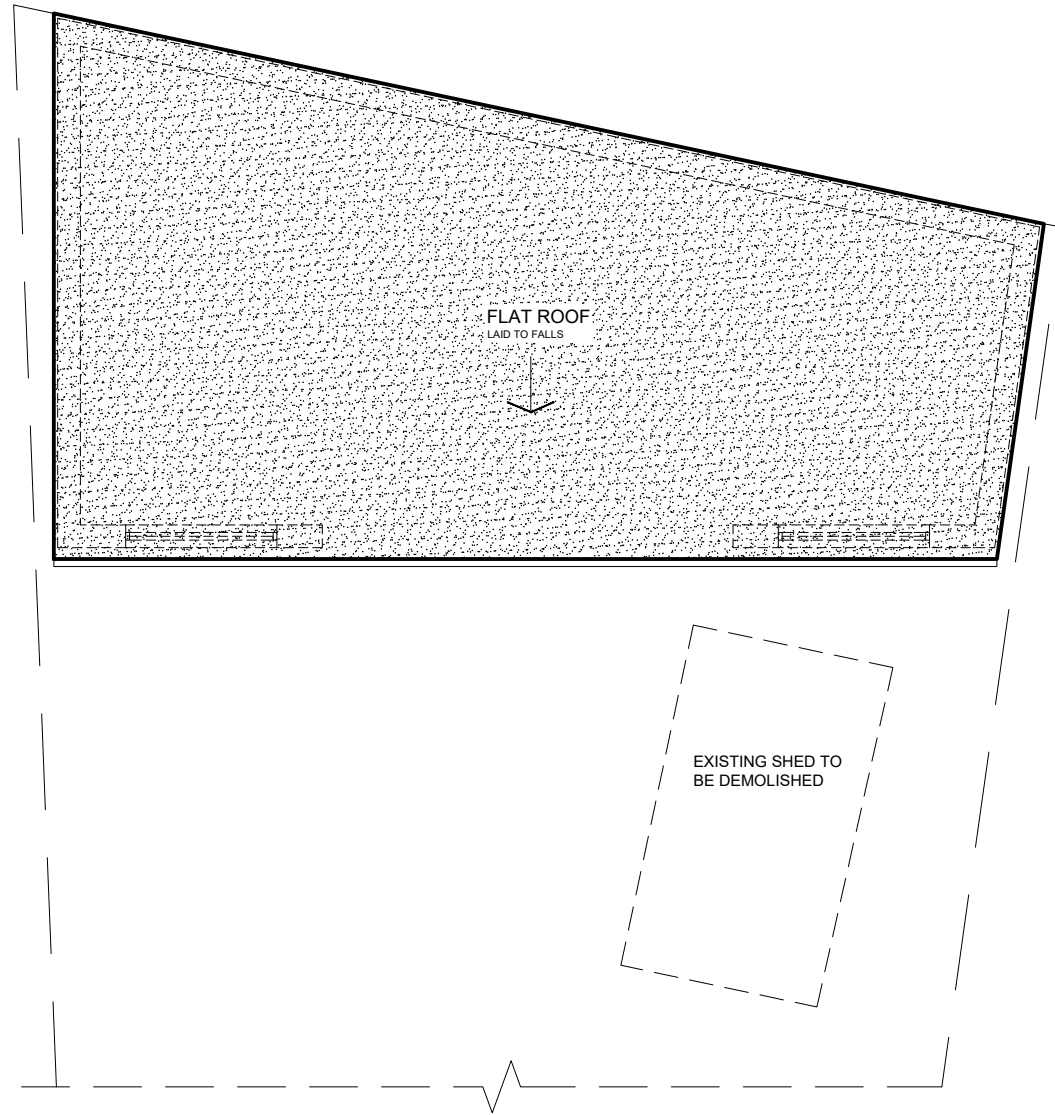 FLAT ROOF
LAID TO FALLS
EXISTING SHED TO
BE DEMOLISHED